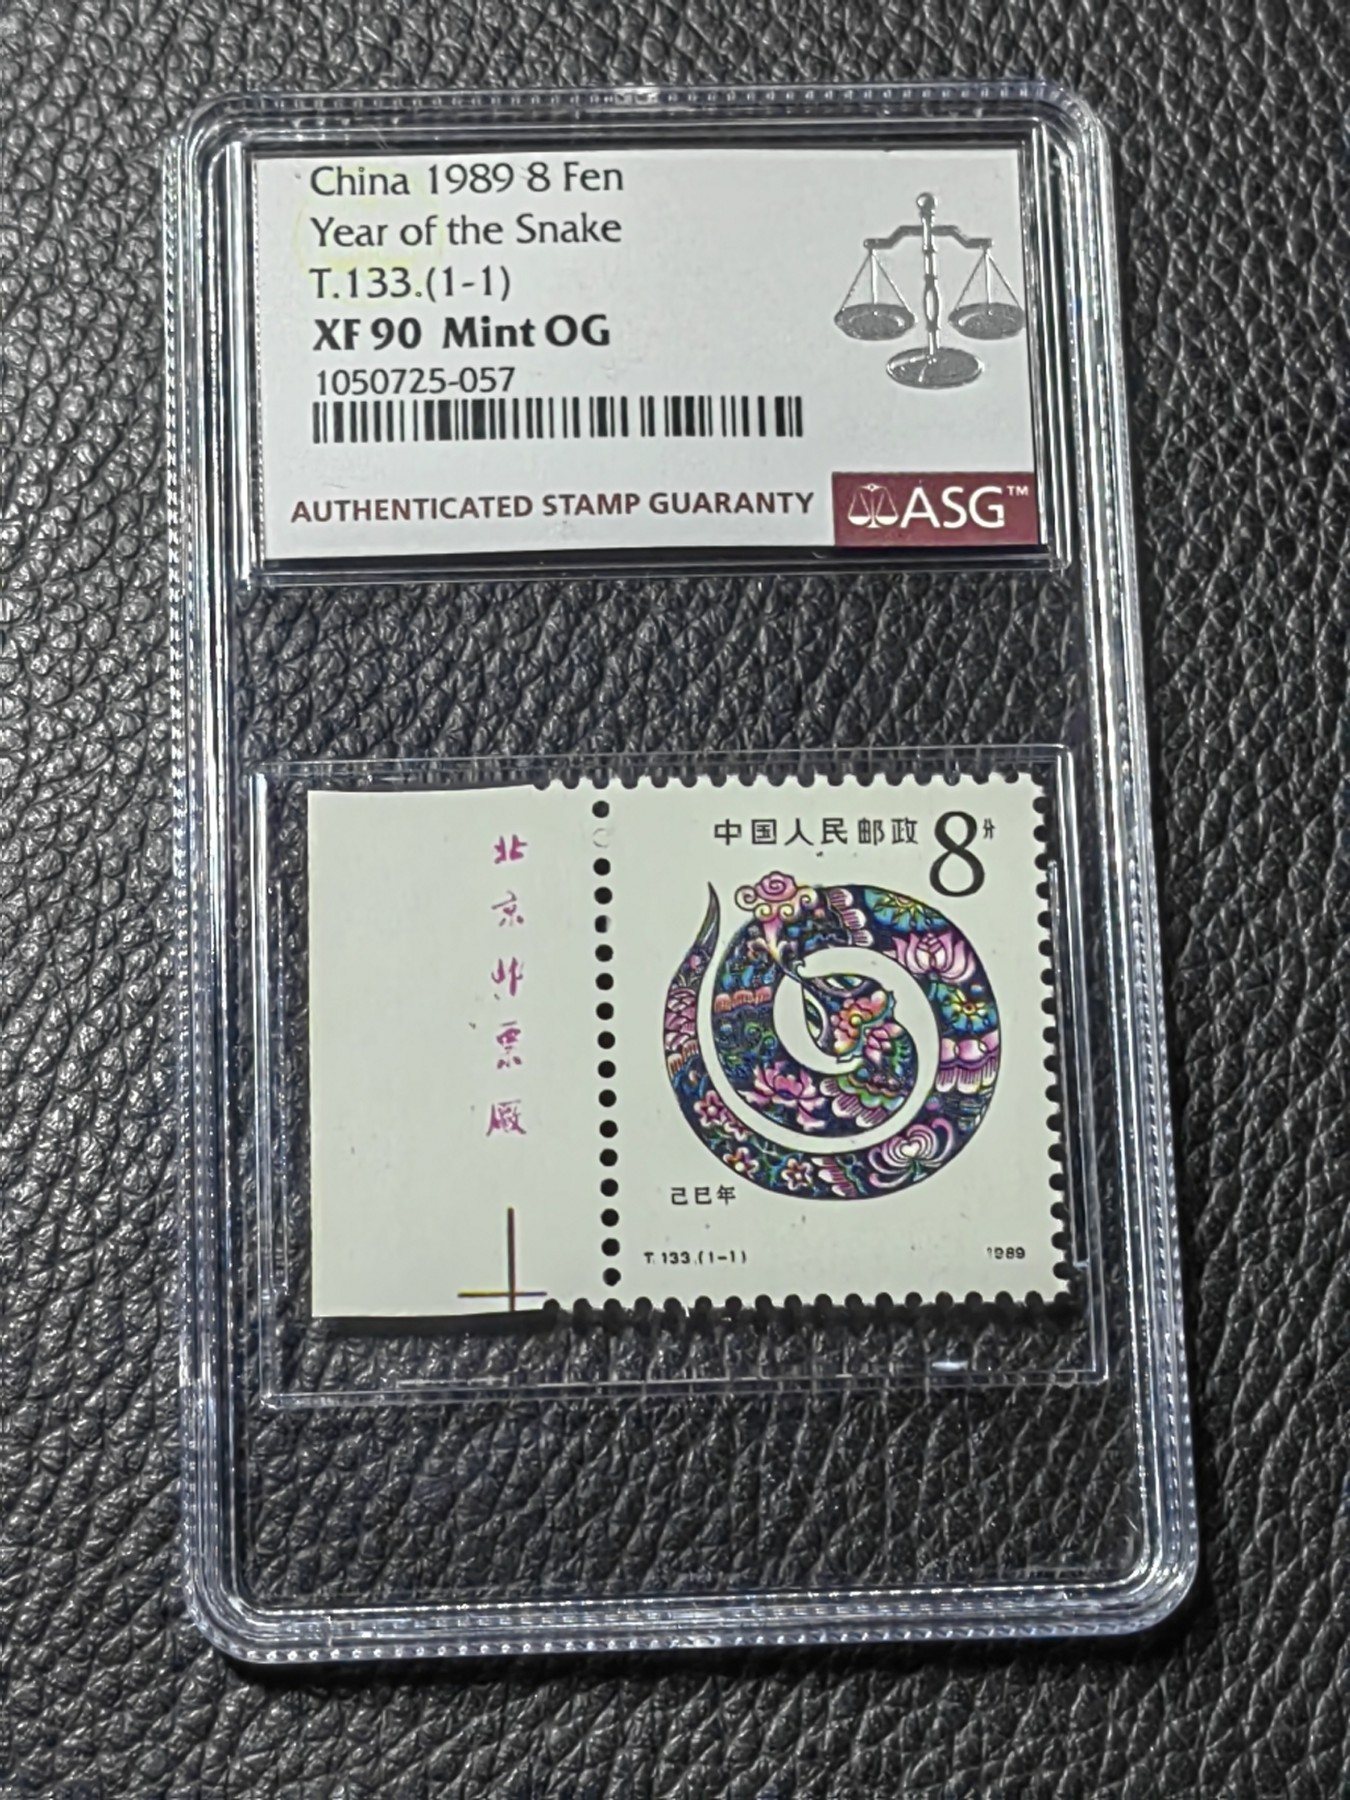 China 1989 8 Fen
Year of the Snake
T.133.(1-1)
XF 90 Mint OG
1050725-057
AUTHENTICATED STAMP GUARANTY
ASG™
中国人民邮政 8分
北京邮票厂
己巳年
T.133.(1-1)
1989